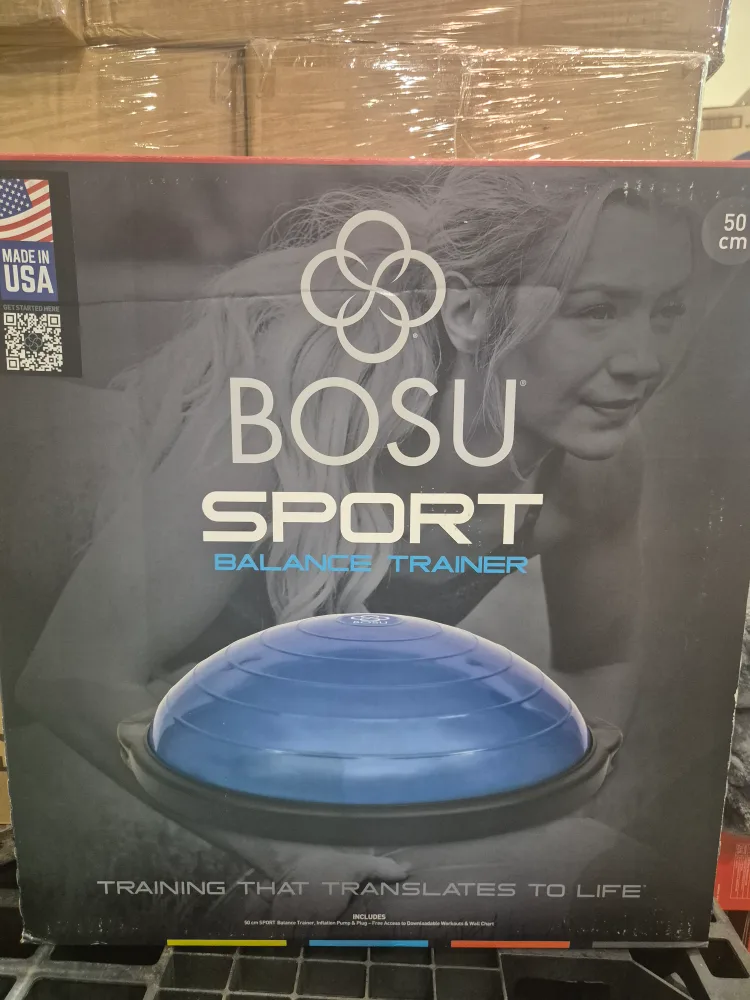 MADE IN
USA
GET STARTED HERE
50
cm
BOSU®
SPORT
BALANCE TRAINER
BOSU
TRAINING THAT TRANSLATES TO LIFE
INCLUDES
50 cm SPORT Balance Trainer, Inflation Pump & Plug – Free Access to Downloadable Workouts & Wall Chart